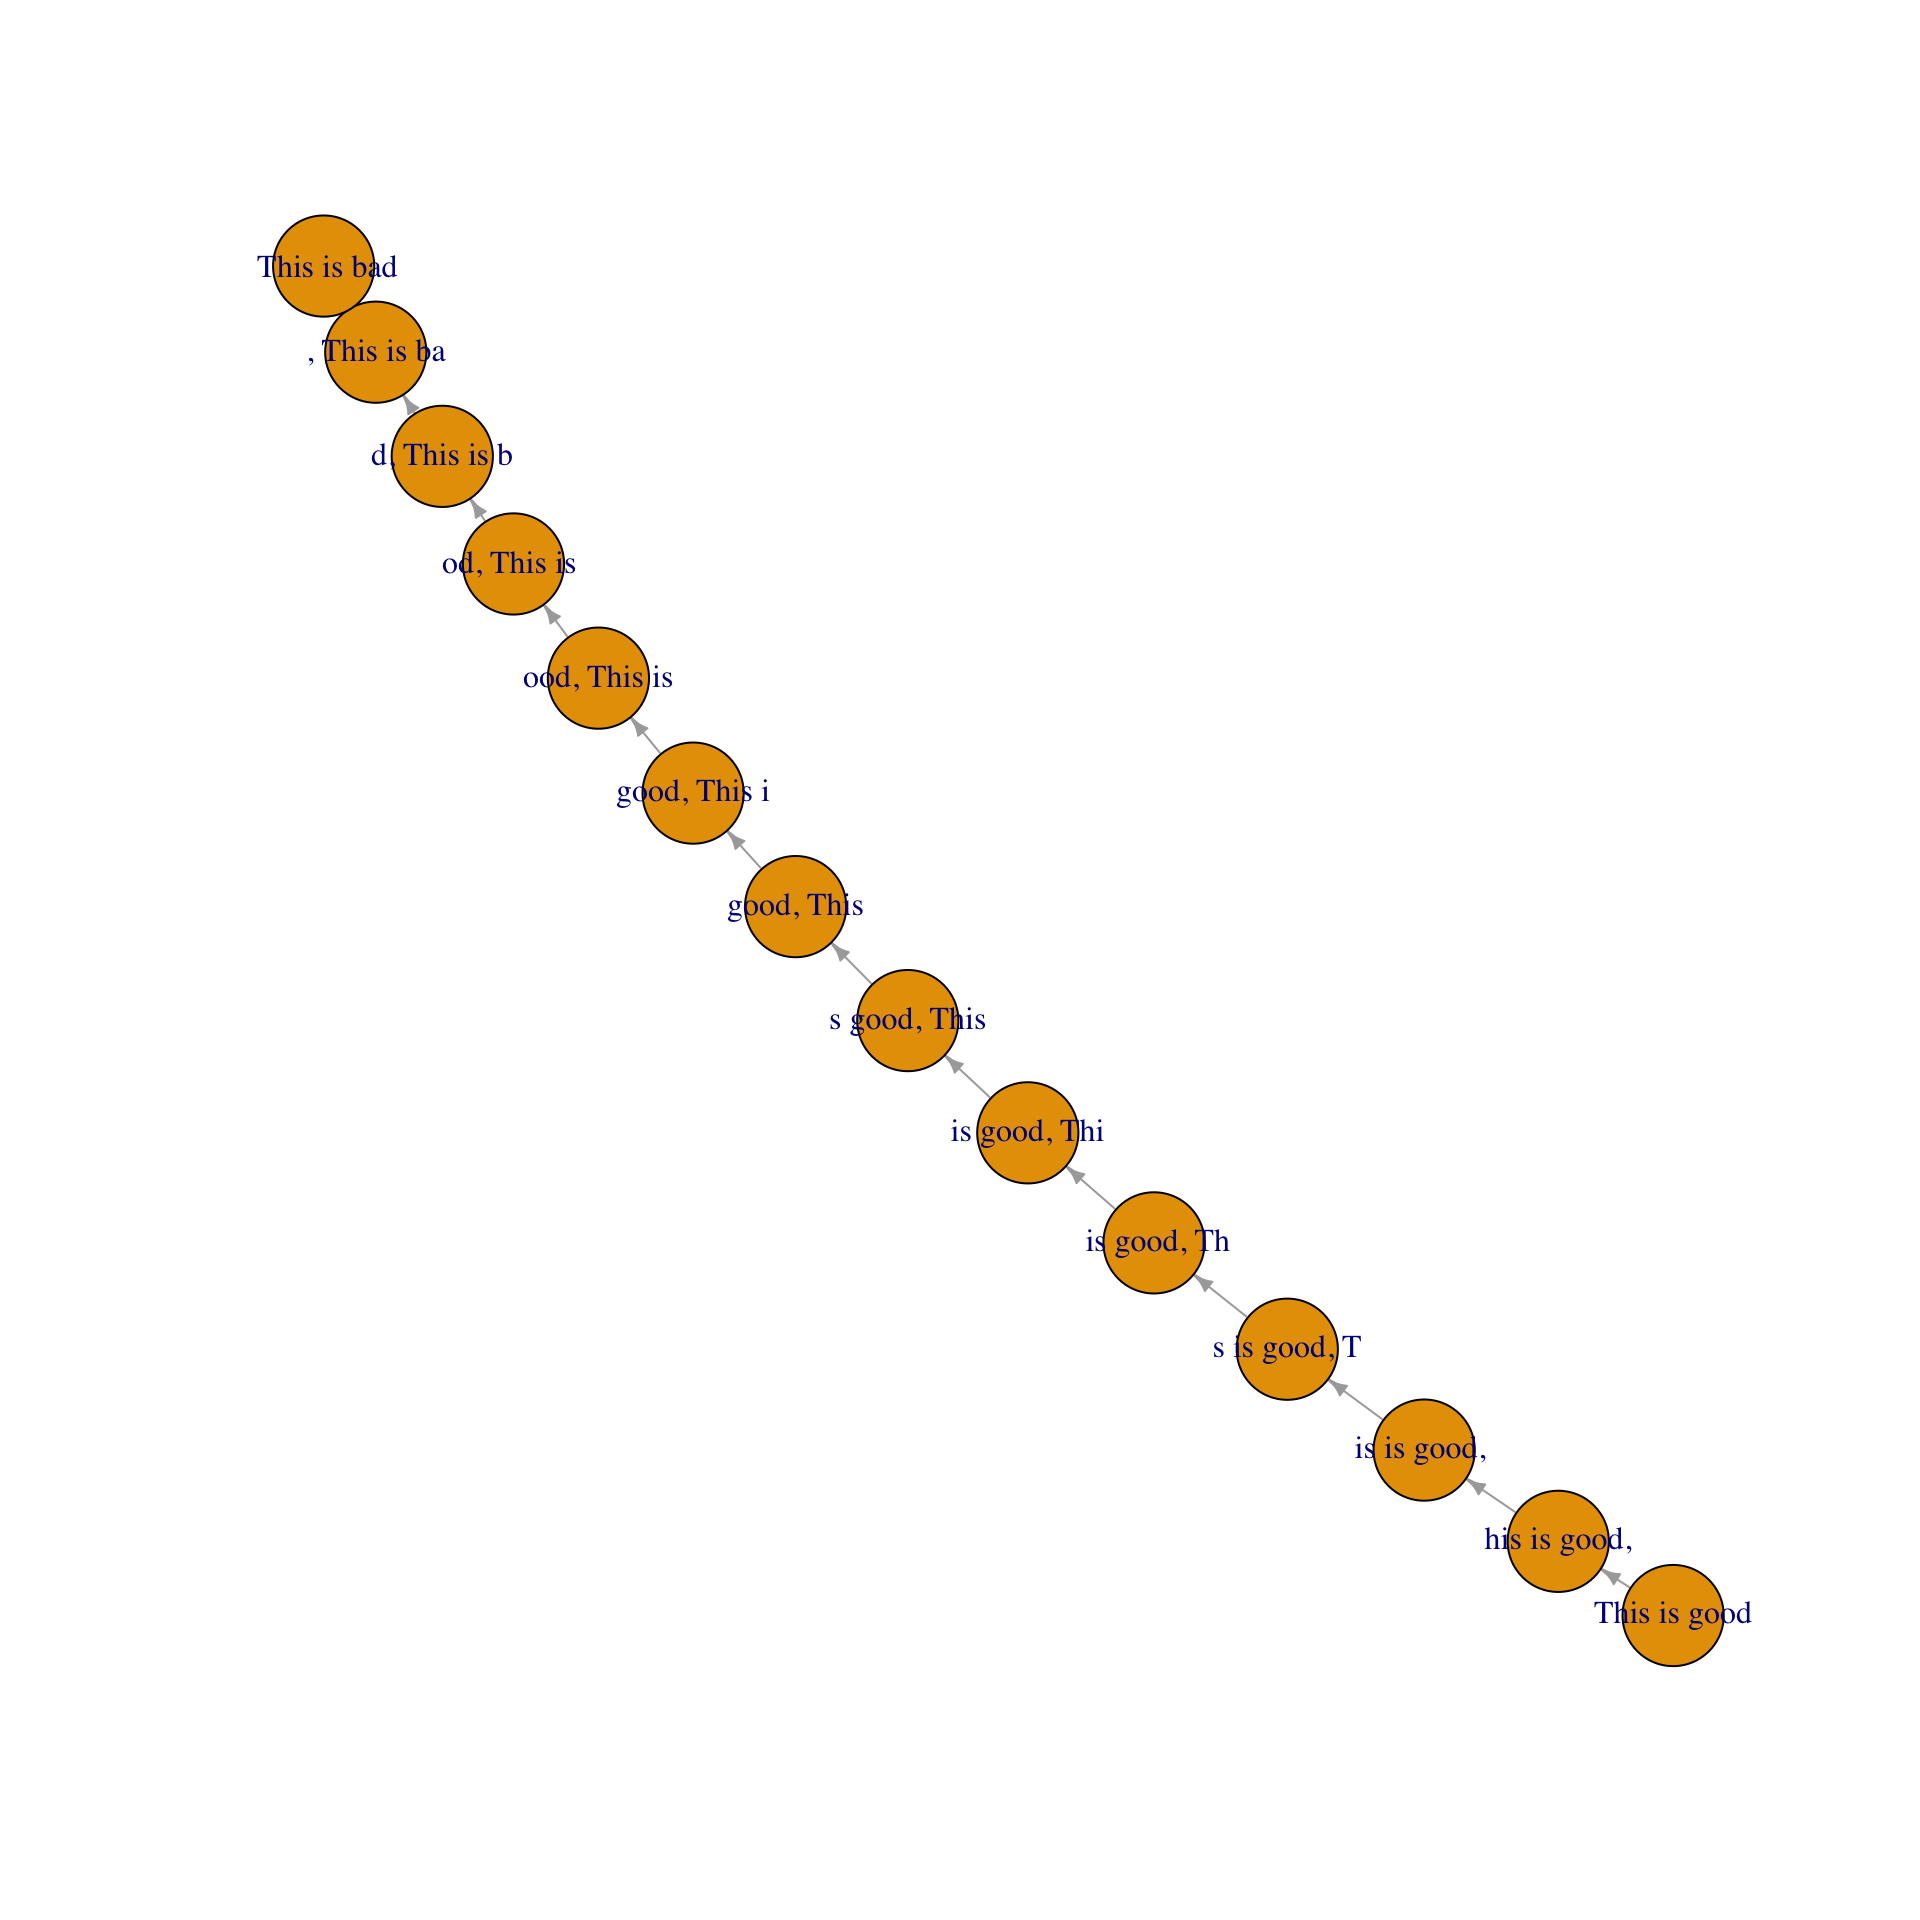 This is bad
, This is ba
d, This is b
od, This is
ood, This is
good, This i
good, This
s good, This
is good, Thi
is good, Th
s is good, T
is is good,
his is good,
This is good